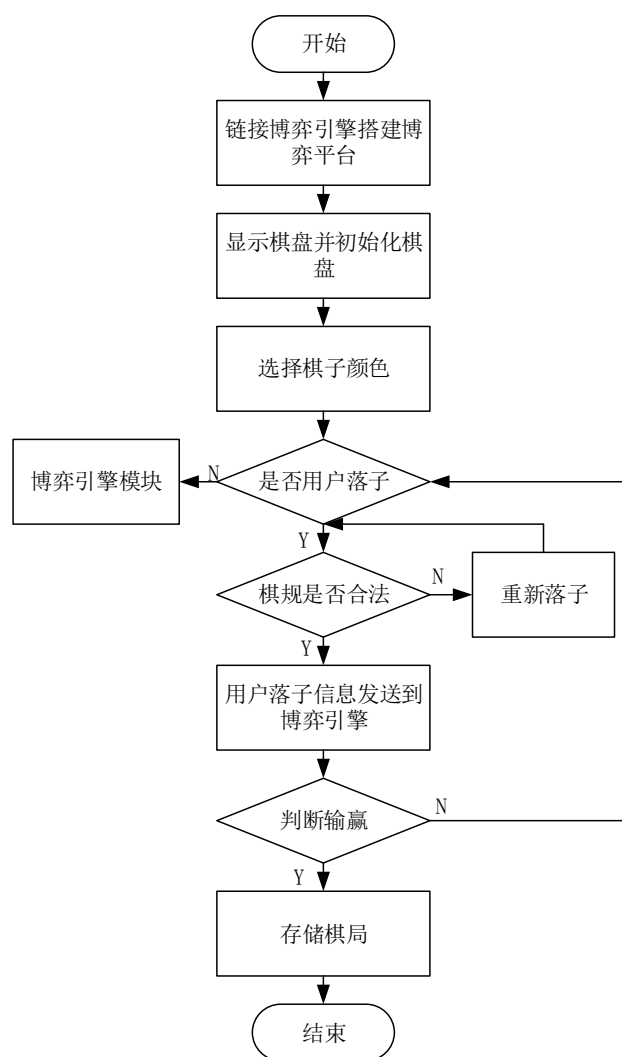 开始
链接博弈引擎搭建博
弈平台
显示棋盘并初始化棋
盘
选择棋子颜色
博弈引擎模块
N
是否用户落子
Y
棋规是否合法
N
重新落子
Y
用户落子信息发送到
博弈引擎
判断输赢
N
Y
存储棋局
结束